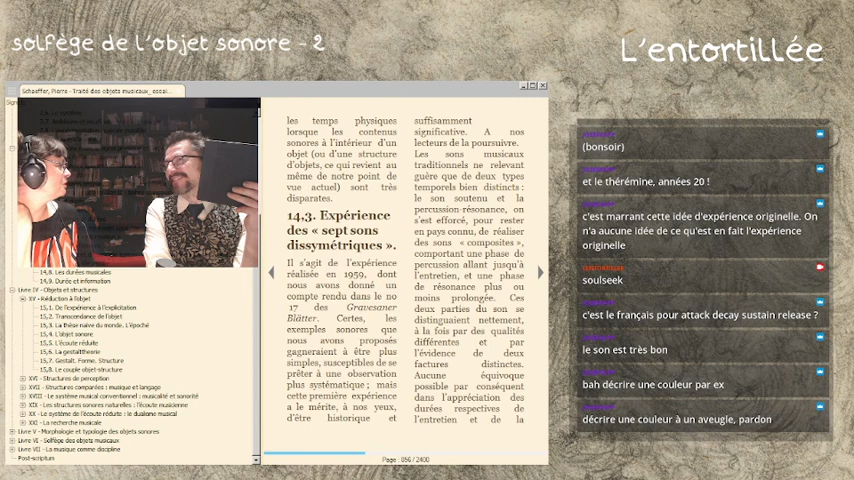 solfège de l'objet sonore - 2
L'entortillée
Schaeffer, Pierre - Traité des objets musicaux_ essai...
14,8. Les durées musicales
14,9. Durée et information
Livre IV - Objets et structures
XV - Réduction à l'objet
15,1. De l'expérience à l'explicitation
15,2. Transcendance de l'objet
15,3. La thèse naïve du monde. L'épochè
15,4. L'objet sonore
15,5. L'écoute réduite
15,6. La gestalttheorie
15,7. Gestalt. Forme. Structure
15,8. Le couple objet-structure
XVI - Structures de perception
XVII - Structures comparées : musique et langage
XVIII - Le système musical conventionnel : musicalité et sonorité
XIX - Les structures sonores naturelles : l'écoute musicienne
XX - Le système de l'écoute réduite : le dualisme musical
XXI - La recherche musicale
Livre V - Morphologie et typologie des objets sonores
Livre VI - Solfège des objets musicaux
Livre VII - La musique comme discipline
Post-scriptum
les temps physiques
lorsque les contenus
sonores à l'intérieur d'un
objet (ou d'une structure
d'objets, ce qui revient au
même de notre point de
vue actuel) sont très
disparates.
14,3. Expérience
des « sept sons
dissymétriques ».
Il s'agit de l'expérience
réalisée en 1959, dont
nous avons donné un
compte rendu dans le no
17 des Gravesaner
Blätter. Certes, les
exemples sonores que
nous avons proposés
gagneraient à être plus
simples, susceptibles de se
prêter à une observation
plus systématique ; mais
cette première expérience
a le mérite, à nos yeux,
d'être historique et
suffisamment
significative. A nos
lecteurs de la poursuivre.
Les sons musicaux
traditionnels ne relevant
guère que de deux types
temporels bien distincts :
le son soutenu et la
percussion-résonance, on
s'est efforcé, pour rester
en pays connu, de réaliser
des sons « composites »,
comportant une phase de
percussion allant jusqu'à
l'entretien, et une phase
de résonance plus ou
moins prolongée. Ces
deux parties du son se
distinguaient nettement,
à la fois par des qualités
différentes et par
l'évidence de deux
factures distinctes.
Aucune équivoque
possible par conséquent
dans l'appréciation des
durées respectives de
l'entretien et de la
Page : 856 / 2400
(bonsoir)
et le thérémine, années 20 !
c'est marrant cette idée d'expérience originelle. On
n'a aucune idée de ce qu'est en fait l'expérience
originelle
soulseek
c'est le français pour attack decay sustain release ?
le son est très bon
bah décrire une couleur par ex
décrire une couleur à un aveugle, pardon